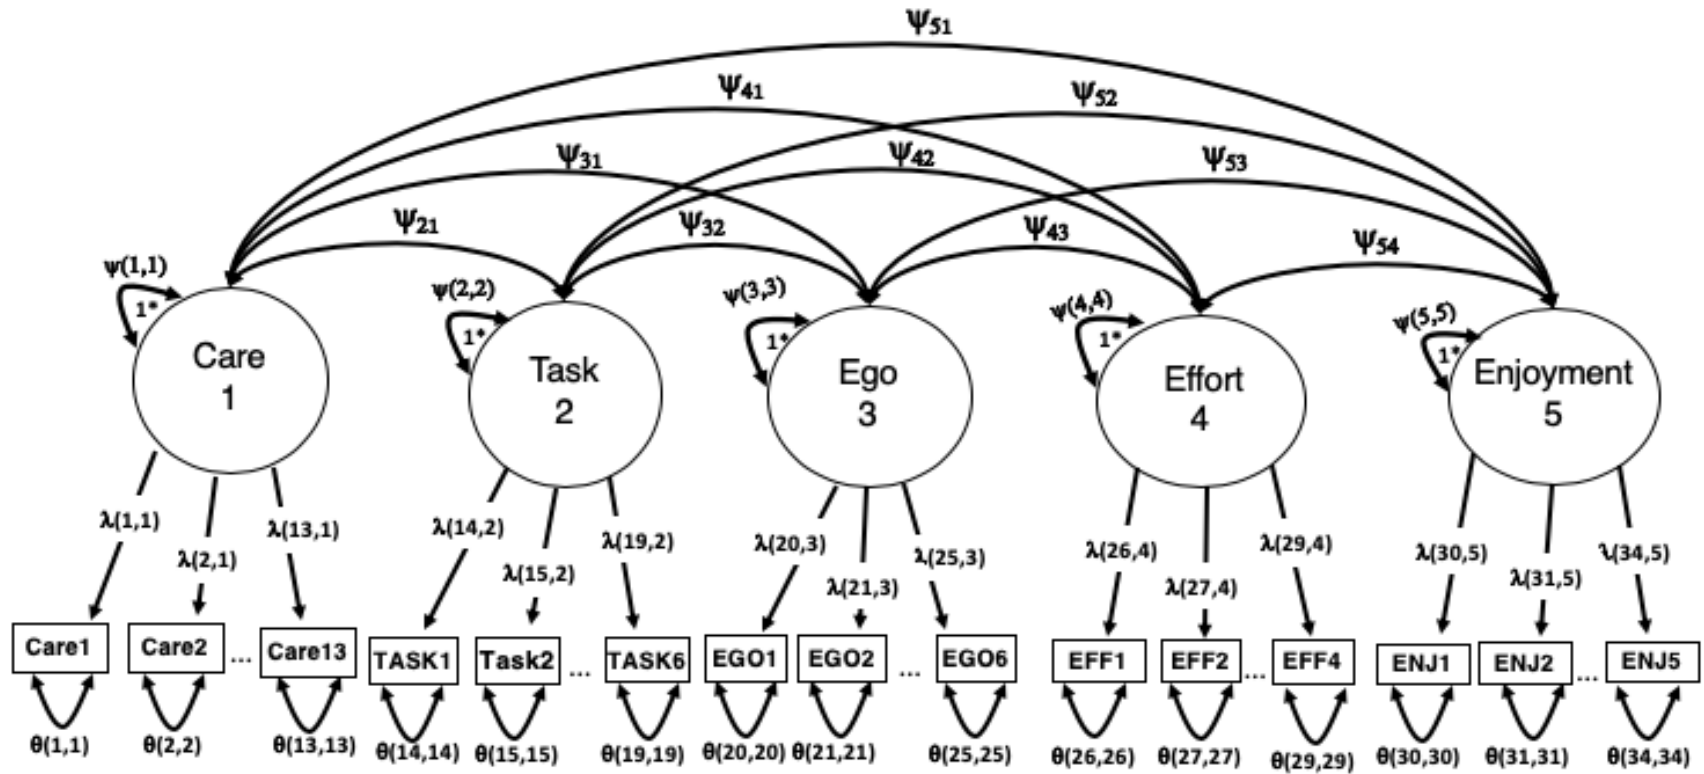 Ψ51
Ψ41
Ψ52
Ψ31
Ψ42
Ψ53
Ψ21
Ψ32
Ψ43
Ψ54
ψ(1,1)
ψ(2,2)
ψ(3,3)
ψ(4,4)
ψ(5,5)
1*
1*
1*
1*
1*
Care
1
Task
2
Ego
3
Effort
4
Enjoyment
5
λ(1,1)
λ(2,1)
λ(13,1)
λ(14,2)
λ(15,2)
λ(19,2)
λ(20,3)
λ(21,3)
λ(25,3)
λ(26,4)
λ(27,4)
λ(29,4)
λ(30,5)
λ(31,5)
λ(34,5)
Care1
Care2
...
Care13
TASK1
Task2
...
TASK6
EGO1
EGO2
...
EGO6
EFF1
EFF2
...
EFF4
ENJ1
ENJ2
...
ENJ5
θ(1,1)
θ(2,2)
θ(13,13)
θ(14,14)
θ(15,15)
θ(19,19)
θ(20,20)
θ(21,21)
θ(25,25)
θ(26,26)
θ(27,27)
θ(29,29)
θ(30,30)
θ(31,31)
θ(34,34)